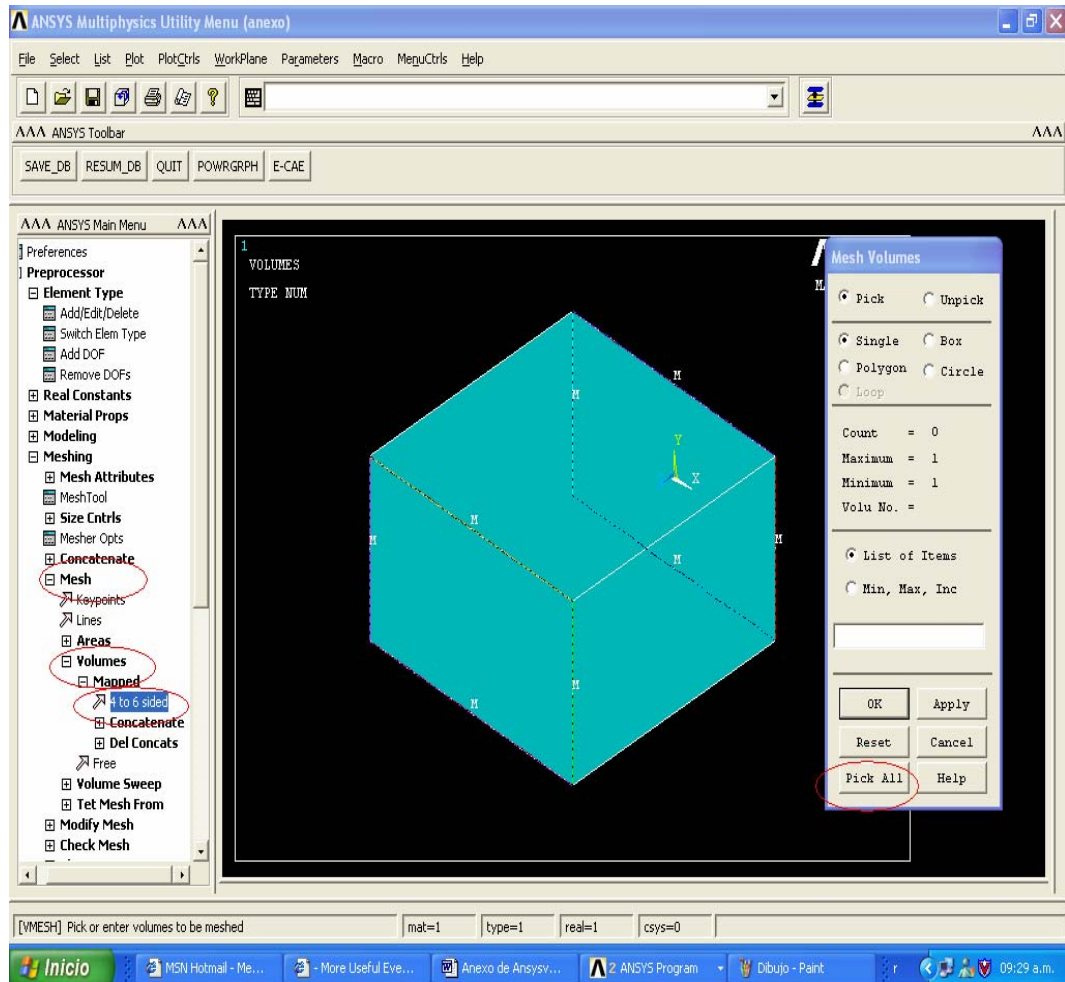 ANSYS Multiphysics Utility Menu (anexo)
File Select List Plot PlotCtrls WorkPlane Parameters Macro MenuCtrls Help
ANSYS Toolbar
SAVE_DB RESUM_DB QUIT POWRGRPH E-CAE
ANSYS Main Menu
Preferences
Preprocessor
Element Type
Add/Edit/Delete
Switch Elem Type
Add DOF
Remove DOFs
Real Constants
Material Props
Modeling
Meshing
Mesh Attributes
MeshTool
Size Cntrls
Mesher Opts
Concatenate
Mesh
Keypoints
Lines
Areas
Volumes
Mapped
4 to 6 sided
Concatenate
Del Concats
Free
Volume Sweep
Tet Mesh From
Modify Mesh
Check Mesh
1
VOLUMES
TYPE NUM
M
M
Y
X
M
M
M
M
M
M
Mesh Volumes
Pick Unpick
Single Box
Polygon Circle
Loop
Count = 0
Maximum = 1
Minimum = 1
Volu No. =
List of Items
Min, Max, Inc
OK Apply
Reset Cancel
Pick All Help
[VMESH] Pick or enter volumes to be meshed
mat=1 type=1 real=1 csys=0
Inicio MSN Hotmail - Me... - More Useful Eve... Anexo de Ansysv... 2 ANSYS Program Dibujo - Paint 09:29 a.m.